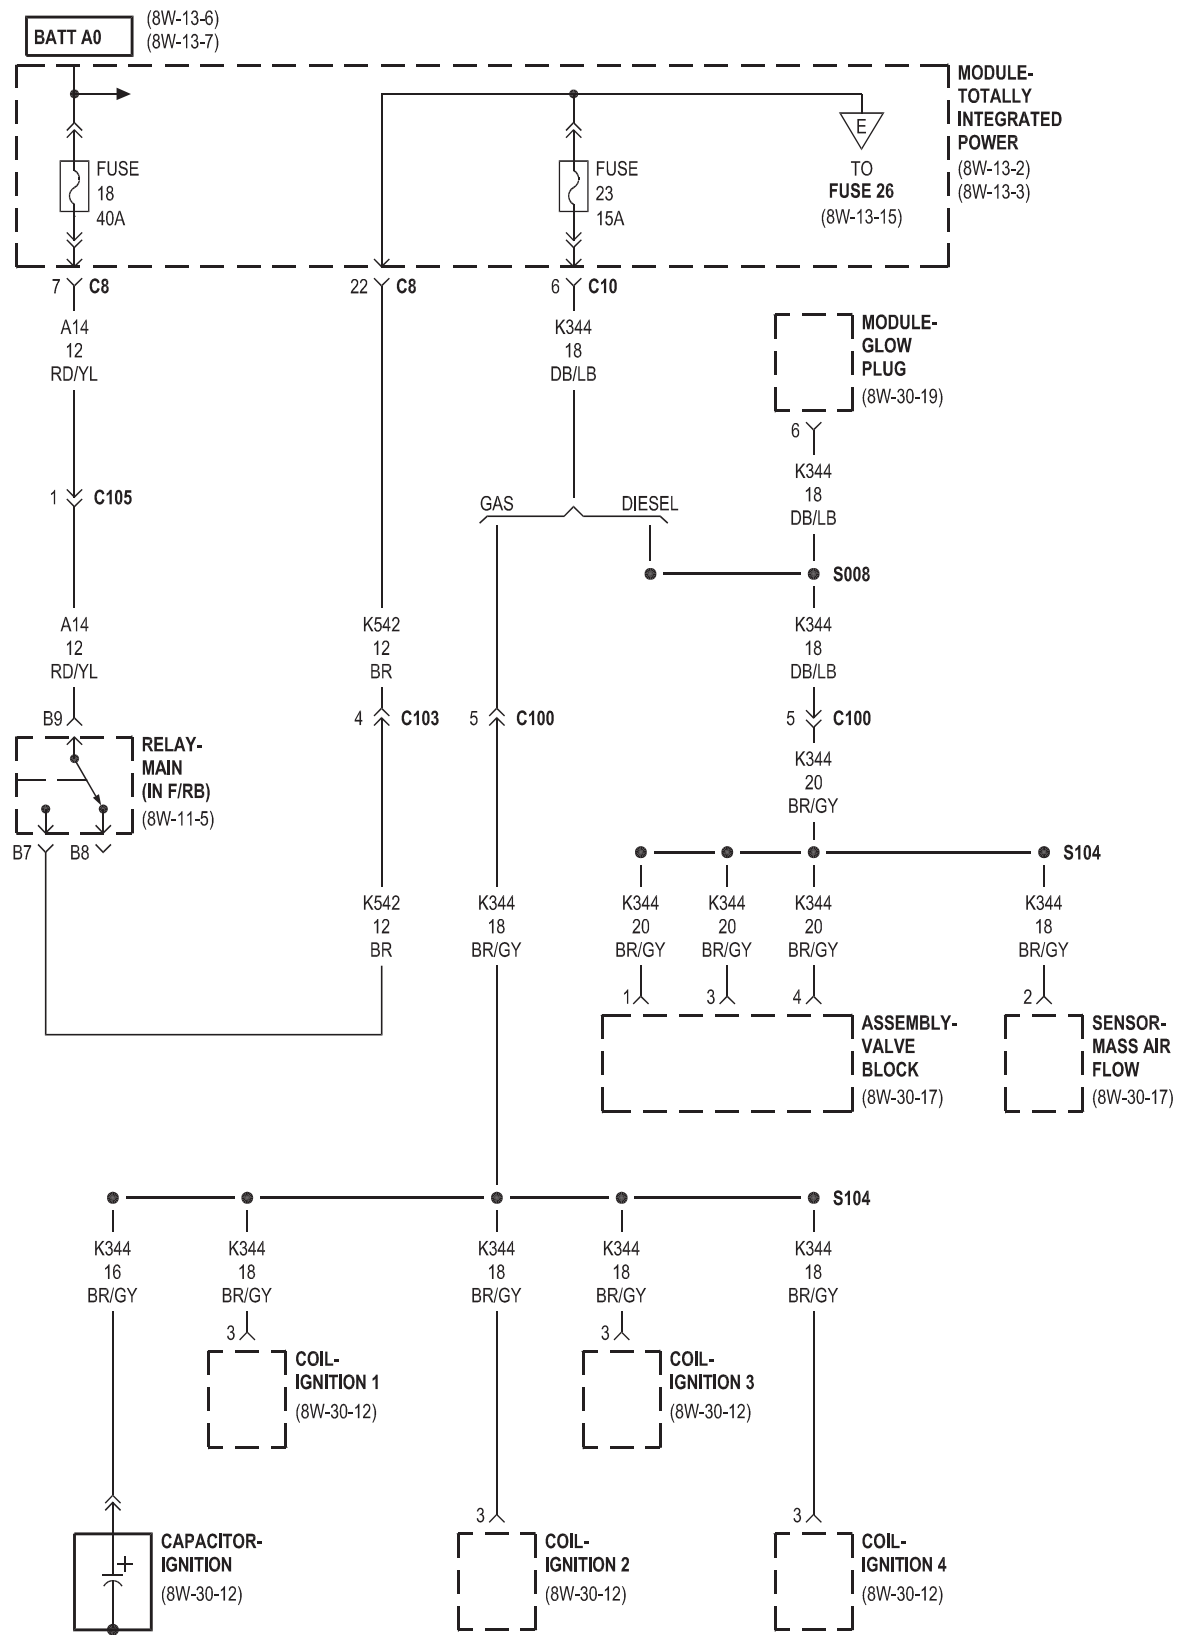 BATT A0
(8W-13-6)
(8W-13-7)
MODULE-
TOTALLY
INTEGRATED
POWER
(8W-13-2)
(8W-13-3)
FUSE
18
40A
FUSE
23
15A
E
TO
FUSE 26
(8W-13-15)
7 C8
22 C8
6 C10
A14
12
RD/YL
K344
18
DB/LB
MODULE-
GLOW
PLUG
(8W-30-19)
6
K344
18
DB/LB
1 C105
GAS
DIESEL
S008
A14
12
RD/YL
K542
12
BR
K344
18
DB/LB
B9
4 C103
5 C100
5 C100
RELAY-
MAIN
(IN F/RB)
(8W-11-5)
K344
20
BR/GY
B7
B8
S104
K542
12
BR
K344
18
BR/GY
K344
20
BR/GY
K344
20
BR/GY
K344
20
BR/GY
K344
18
BR/GY
1
3
4
2
ASSEMBLY-
VALVE
BLOCK
(8W-30-17)
SENSOR-
MASS AIR
FLOW
(8W-30-17)
S104
K344
16
BR/GY
K344
18
BR/GY
K344
18
BR/GY
K344
18
BR/GY
K344
18
BR/GY
3
COIL-
IGNITION 1
(8W-30-12)
3
COIL-
IGNITION 3
(8W-30-12)
CAPACITOR-
IGNITION
(8W-30-12)
+
3
COIL-
IGNITION 2
(8W-30-12)
3
COIL-
IGNITION 4
(8W-30-12)